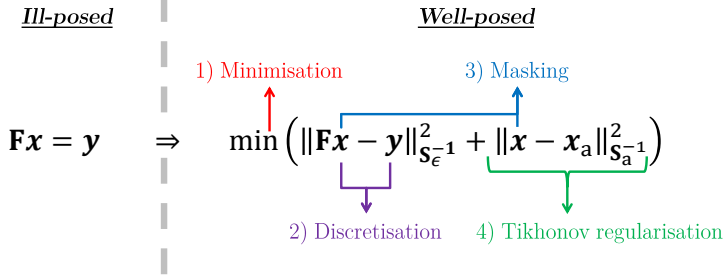 Ill-posed
Well-posed
1) Minimisation
3) Masking
Fx = y ⇒ min(‖Fx − y‖²_{S_ϵ^{−1}} + ‖x − x_a‖²_{S_a^{−1}})
2) Discretisation
4) Tikhonov regularisation